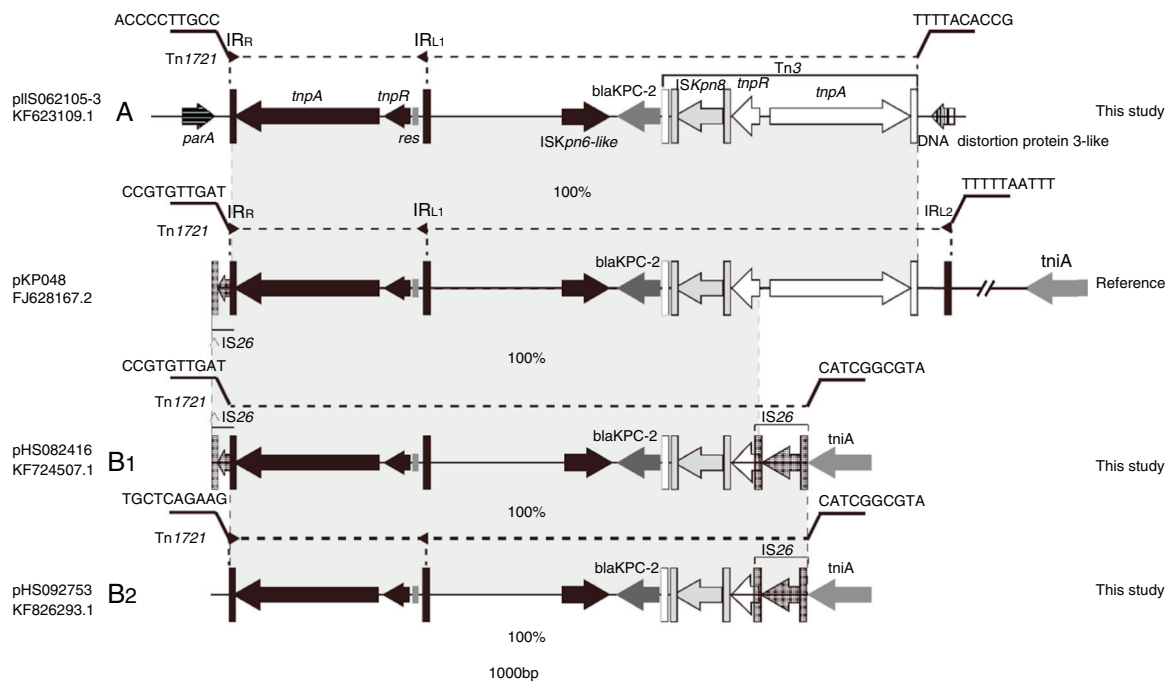 ACCCCTTGCC TTTTACACCG
IRR IRL1
Tn1721 Tn3
pIIS062105-3 A tnpA tnpR blaKPC-2 ISKpn8 tnpR tnpA This study
KF623109.1
parA res ISKpn6-like DNA distortion protein 3-like
100%
CCGTGTTGAT TTTTTAATTT
IRR IRL1 IRL2
Tn1721
blaKPC-2 tniA
pKP048 Reference
FJ628167.2
IS26
100%
CCGTGTTGAT CATCGGCGTA
Tn1721
IS26 IS26
blaKPC-2 tniA
pHS082416 B1 This study
KF724507.1
TGCTCAGAAG CATCGGCGTA
100%
Tn1721
IS26
blaKPC-2 tniA
pHS092753 B2 This study
KF826293.1
100%
1000bp